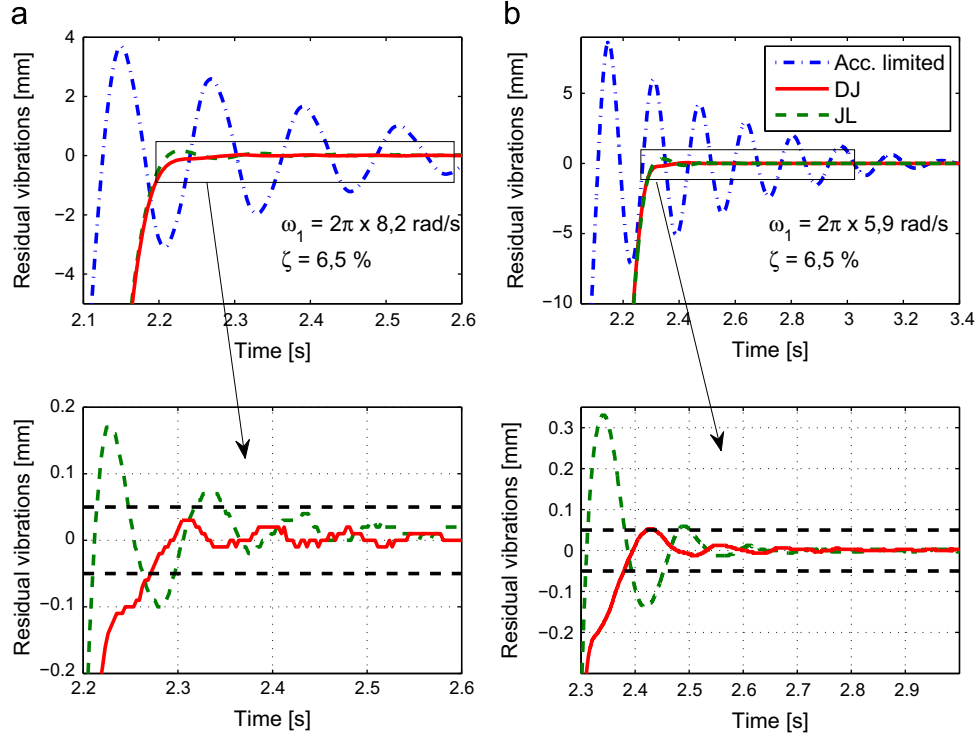 a
b
Residual vibrations [mm]
4
2
0
−2
−4
2.1
2.2
2.3
2.4
2.5
2.6
Time [s]
ω1 = 2π x 8,2 rad/s
ζ = 6,5 %
Residual vibrations [mm]
5
0
−5
−10
2.2
2.4
2.6
2.8
3
3.2
3.4
Time [s]
Acc. limited
DJ
JL
ω1 = 2π x 5,9 rad/s
ζ = 6,5 %
Residual vibrations [mm]
0.2
0.1
0
−0.1
−0.2
2.2
2.3
2.4
2.5
2.6
Time [s]
Residual vibrations [mm]
0.3
0.2
0.1
0
−0.1
−0.2
2.3
2.4
2.5
2.6
2.7
2.8
2.9
Time [s]